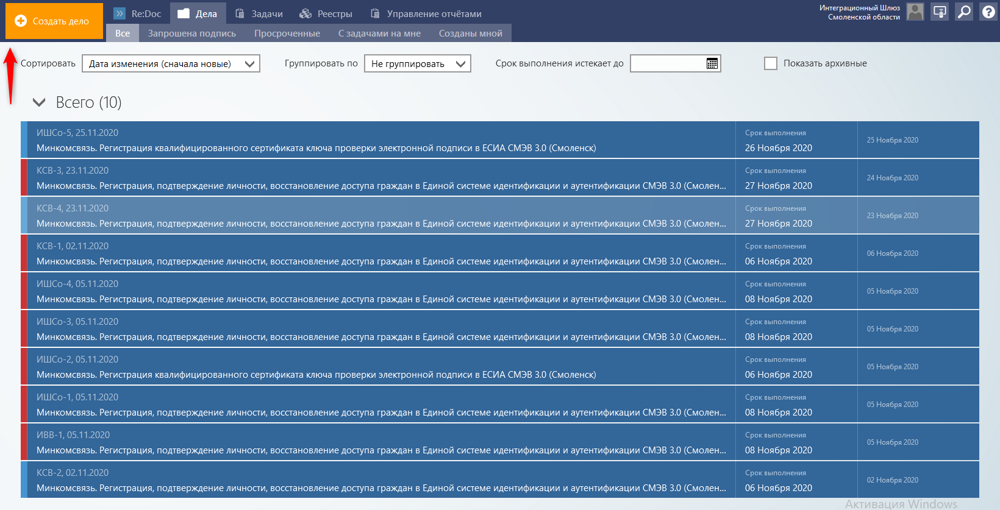 Создать дело
Re:Doc Дела Задачи Реестры Управление отчётами
Интеграционный Шлюз
Смоленской области
Все Запрошена подпись Просроченные С задачами на мне Созданы мной
Сортировать Дата изменения (сначала новые) Группировать по Не группировать Срок выполнения истекает до Показать архивные
Всего (10)
ИШСо-5, 25.11.2020 Срок выполнения
Минкомсвязь. Регистрация квалифицированного сертификата ключа проверки электронной подписи в ЕСИА СМЭВ 3.0 (Смоленск) 26 Ноября 2020 25 Ноября 2020
КСВ-3, 23.11.2020 Срок выполнения
Минкомсвязь. Регистрация, подтверждение личности, восстановление доступа граждан в Единой системе идентификации и аутентификации СМЭВ 3.0 (Смолен... 27 Ноября 2020 24 Ноября 2020
КСВ-4, 23.11.2020 Срок выполнения
Минкомсвязь. Регистрация, подтверждение личности, восстановление доступа граждан в Единой системе идентификации и аутентификации СМЭВ 3.0 (Смолен... 27 Ноября 2020 23 Ноября 2020
КСВ-1, 02.11.2020 Срок выполнения
Минкомсвязь. Регистрация, подтверждение личности, восстановление доступа граждан в Единой системе идентификации и аутентификации СМЭВ 3.0 (Смолен... 06 Ноября 2020 06 Ноября 2020
ИШСо-4, 05.11.2020 Срок выполнения
Минкомсвязь. Регистрация, подтверждение личности, восстановление доступа граждан в Единой системе идентификации и аутентификации СМЭВ 3.0 (Смолен... 08 Ноября 2020 05 Ноября 2020
ИШСо-3, 05.11.2020 Срок выполнения
Минкомсвязь. Регистрация, подтверждение личности, восстановление доступа граждан в Единой системе идентификации и аутентификации СМЭВ 3.0 (Смолен... 08 Ноября 2020 05 Ноября 2020
ИШСо-2, 05.11.2020 Срок выполнения
Минкомсвязь. Регистрация квалифицированного сертификата ключа проверки электронной подписи в ЕСИА СМЭВ 3.0 (Смоленск) 06 Ноября 2020 05 Ноября 2020
ИШСо-1, 05.11.2020 Срок выполнения
Минкомсвязь. Регистрация, подтверждение личности, восстановление доступа граждан в Единой системе идентификации и аутентификации СМЭВ 3.0 (Смолен... 08 Ноября 2020 05 Ноября 2020
ИВВ-1, 05.11.2020 Срок выполнения
Минкомсвязь. Регистрация, подтверждение личности, восстановление доступа граждан в Единой системе идентификации и аутентификации СМЭВ 3.0 (Смолен... 08 Ноября 2020 05 Ноября 2020
КСВ-2, 02.11.2020 Срок выполнения
Минкомсвязь. Регистрация, подтверждение личности, восстановление доступа граждан в Единой системе идентификации и аутентификации СМЭВ 3.0 (Смолен... 06 Ноября 2020 02 Ноября 2020
Активация Windows